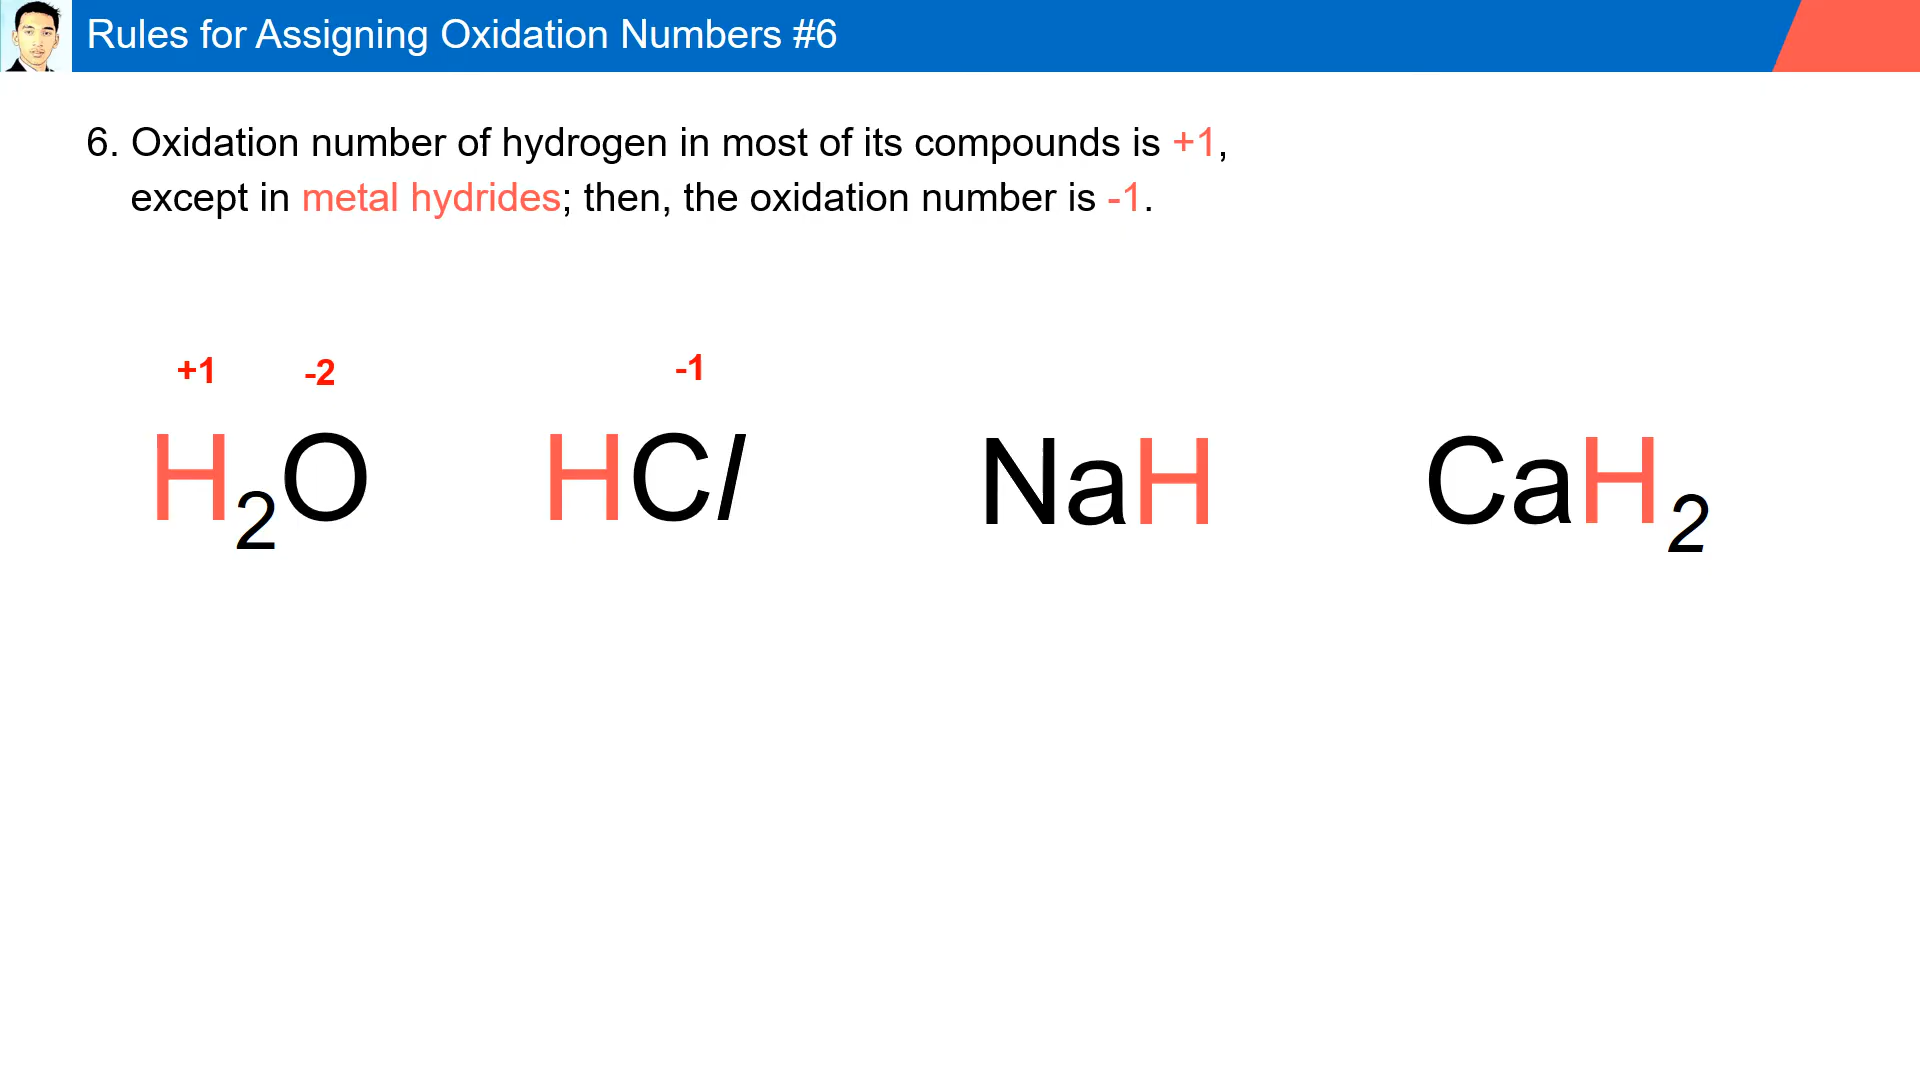 Rules for Assigning Oxidation Numbers #6
6. Oxidation number of hydrogen in most of its compounds is +1,
except in metal hydrides; then, the oxidation number is -1.
+1 -2 -1
H₂O HCl NaH CaH₂